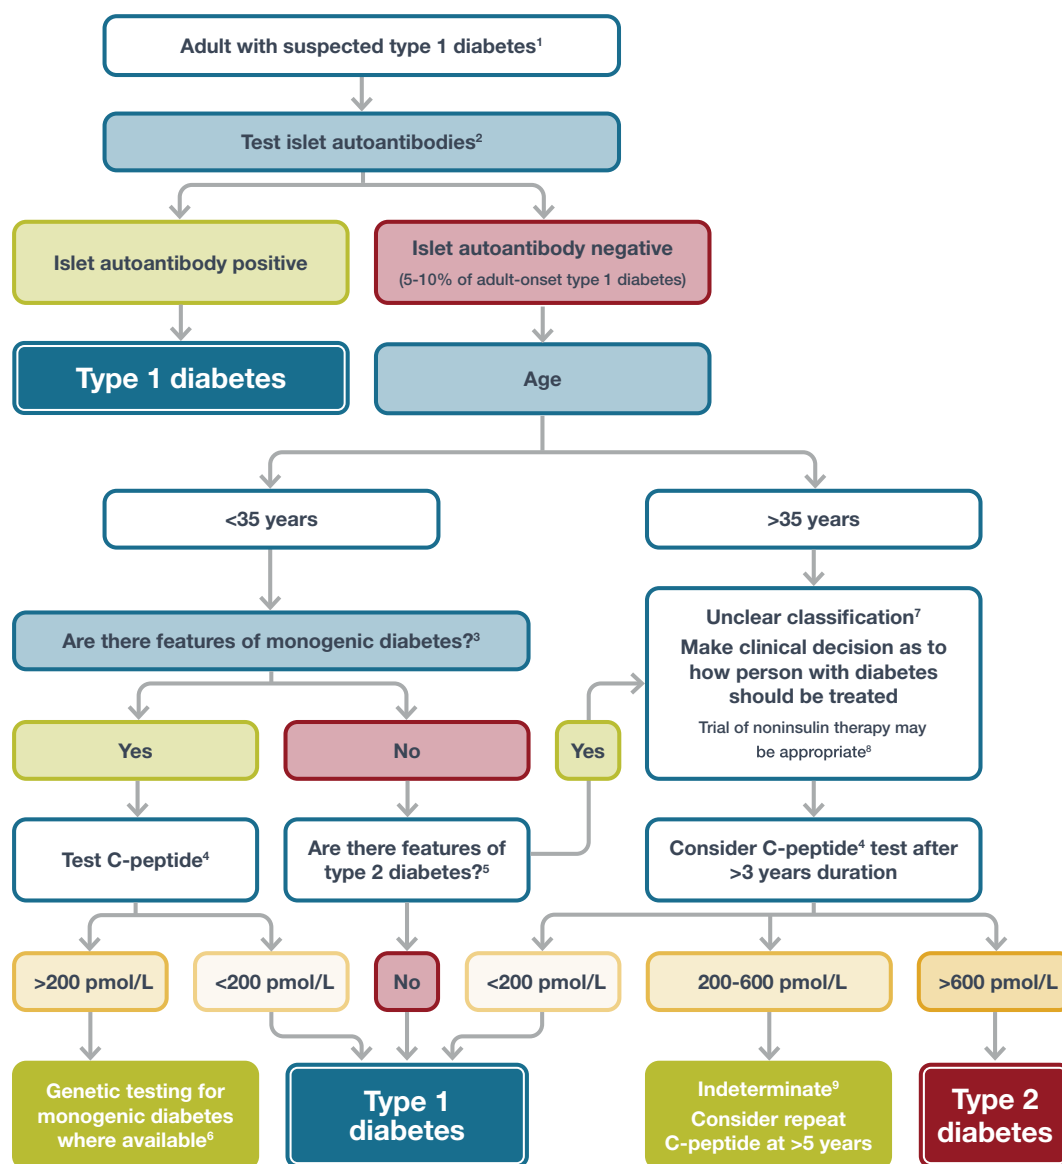 Adult with suspected type 1 diabetes¹
Test islet autoantibodies²
Islet autoantibody positive
Islet autoantibody negative
(5-10% of adult-onset type 1 diabetes)
Type 1 diabetes
Age
<35 years
>35 years
Are there features of monogenic diabetes?³
Unclear classification⁷
Make clinical decision as to
how person with diabetes
should be treated
Trial of noninsulin therapy may
be appropriate⁸
Yes
No
Yes
Test C-peptide⁴
Are there features of
type 2 diabetes?⁵
Consider C-peptide⁴ test after
>3 years duration
>200 pmol/L
<200 pmol/L
No
<200 pmol/L
200-600 pmol/L
>600 pmol/L
Genetic testing for
monogenic diabetes
where available⁶
Type 1
diabetes
Indeterminate⁹
Consider repeat
C-peptide at >5 years
Type 2
diabetes